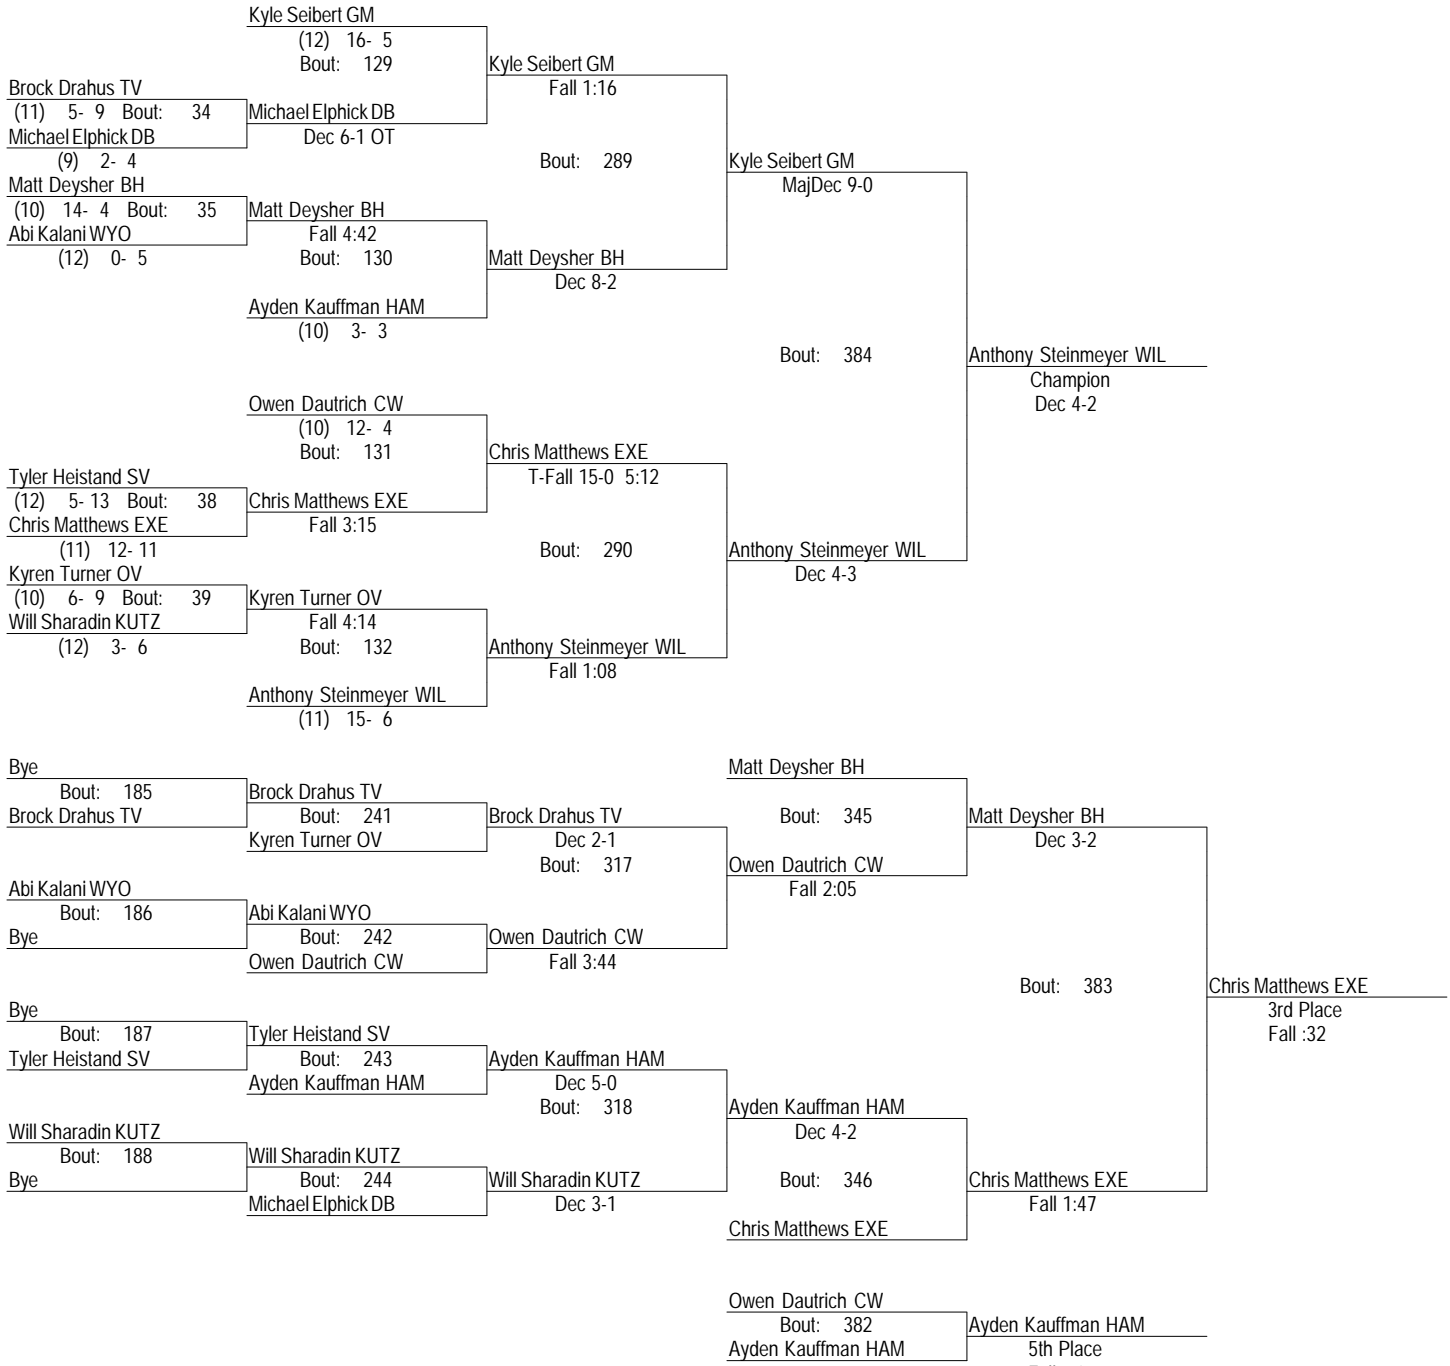 Kyle Seibert GM
(12) 16- 5
Bout: 129
Kyle Seibert GM
Fall 1:16
Brock Drahus TV
(11) 5- 9 Bout: 34
Michael Elphick DB
Michael Elphick DB
Dec 6-1 OT
(9) 2- 4
Bout: 289
Kyle Seibert GM
MajDec 9-0
Matt Deysher BH
(10) 14- 4 Bout: 35
Matt Deysher BH
Abi Kalani WYO
Fall 4:42
(12) 0- 5
Bout: 130
Matt Deysher BH
Dec 8-2
Ayden Kauffman HAM
(10) 3- 3
Bout: 384
Anthony Steinmeyer WIL
Champion
Dec 4-2
Owen Dautrich CW
(10) 12- 4
Bout: 131
Chris Matthews EXE
T-Fall 15-0 5:12
Tyler Heistand SV
(12) 5- 13 Bout: 38
Chris Matthews EXE
Chris Matthews EXE
Fall 3:15
(11) 12- 11
Bout: 290
Anthony Steinmeyer WIL
Dec 4-3
Kyren Turner OV
(10) 6- 9 Bout: 39
Kyren Turner OV
Will Sharadin KUTZ
Fall 4:14
(12) 3- 6
Bout: 132
Anthony Steinmeyer WIL
Fall 1:08
Anthony Steinmeyer WIL
(11) 15- 6
Bye
Bout: 185
Brock Drahus TV
Brock Drahus TV
Bout: 241
Kyren Turner OV
Brock Drahus TV
Dec 2-1
Bout: 317
Matt Deysher BH
Bout: 345
Owen Dautrich CW
Fall 2:05
Matt Deysher BH
Dec 3-2
Abi Kalani WYO
Bout: 186
Bye
Abi Kalani WYO
Bout: 242
Owen Dautrich CW
Owen Dautrich CW
Fall 3:44
Bout: 383
Chris Matthews EXE
3rd Place
Fall :32
Bye
Bout: 187
Tyler Heistand SV
Tyler Heistand SV
Bout: 243
Ayden Kauffman HAM
Ayden Kauffman HAM
Dec 5-0
Bout: 318
Ayden Kauffman HAM
Dec 4-2
Will Sharadin KUTZ
Bout: 188
Bye
Will Sharadin KUTZ
Bout: 244
Michael Elphick DB
Will Sharadin KUTZ
Dec 3-1
Bout: 346
Chris Matthews EXE
Chris Matthews EXE
Fall 1:47
Owen Dautrich CW
Bout: 382
Ayden Kauffman HAM
Ayden Kauffman HAM
5th Place